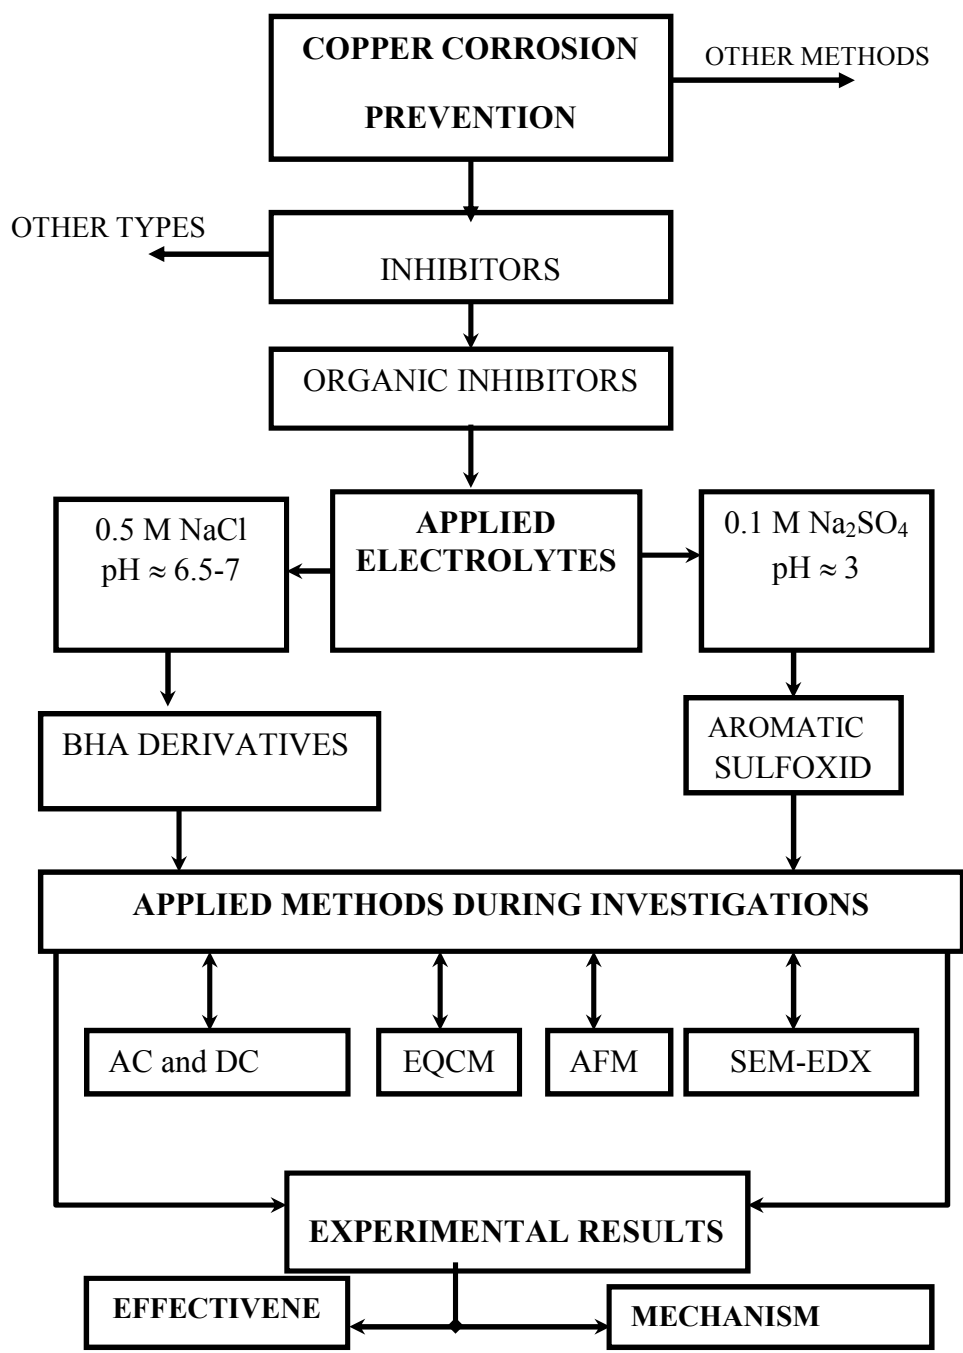 COPPER CORROSION
PREVENTION
OTHER METHODS
OTHER TYPES
INHIBITORS
ORGANIC INHIBITORS
0.5 M NaCl
pH ≈ 6.5-7
APPLIED
ELECTROLYTES
0.1 M Na₂SO₄
pH ≈ 3
BHA DERIVATIVES
AROMATIC
SULFOXID
APPLIED METHODS DURING INVESTIGATIONS
AC and DC
EQCM
AFM
SEM-EDX
EXPERIMENTAL RESULTS
EFFECTIVENE
MECHANISM